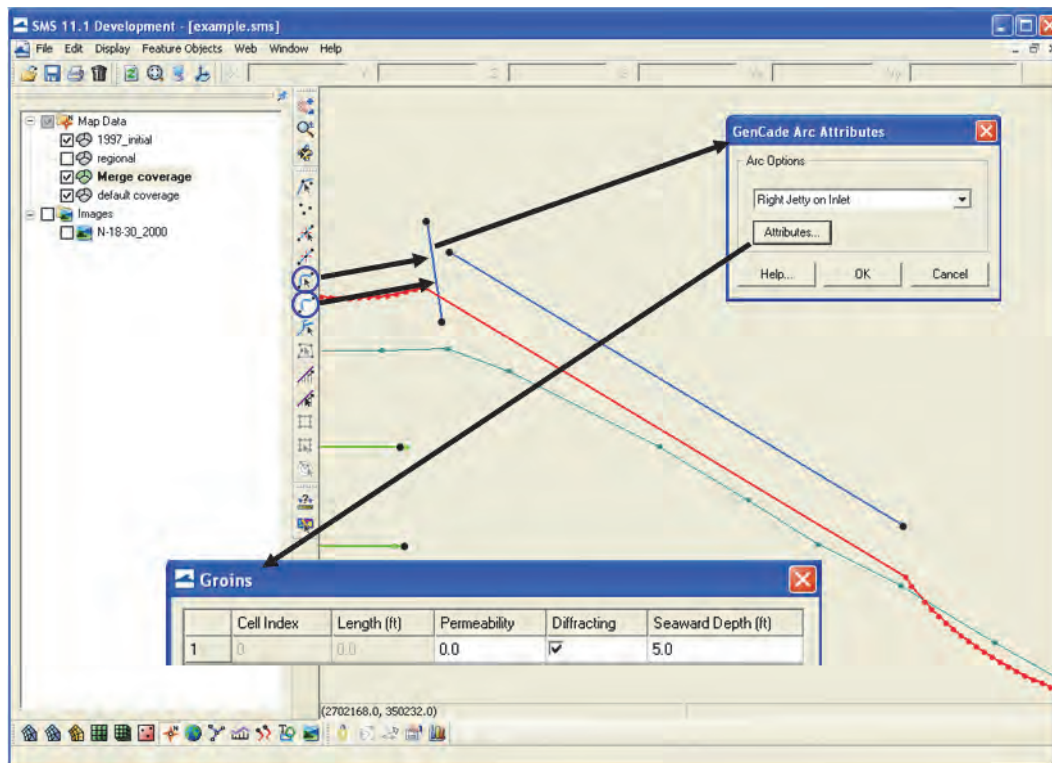 SMS 11.1 Development - [example.sms]
File Edit Display Feature Objects Web Window Help
Map Data
1997_initial
regional
Merge coverage
default coverage
Images
N-18-30_2000
GenCade Arc Attributes
Arc Options
Right Jetty on Inlet
Attributes...
Help... OK Cancel
Groins
Cell Index Length (ft) Permeability Diffracting Seaward Depth (ft)
1 0 0.0 0.0 5.0
(2702168.0, 350232.0)